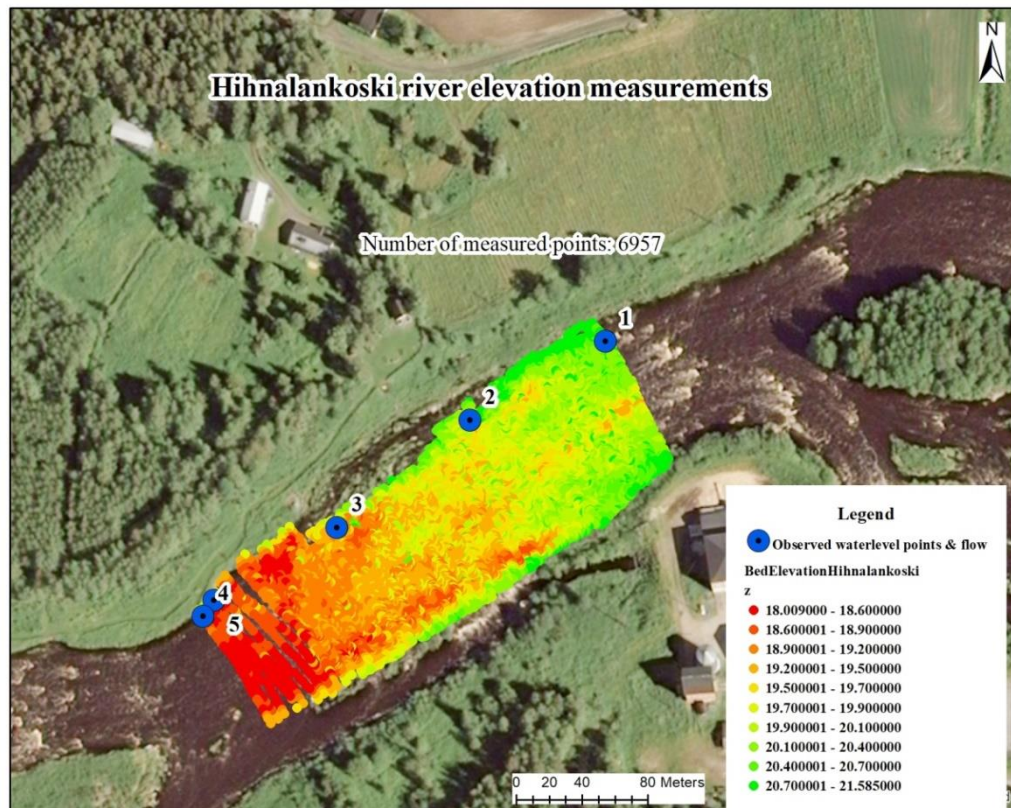 N
Hihnalankoski river elevation measurements
Number of measured points: 6957
1
2
3
4
5
Legend
Observed waterlevel points & flow
BedElevationHihnalankoski
z
18.009000 - 18.600000
18.600001 - 18.900000
18.900001 - 19.200000
19.200001 - 19.500000
19.500001 - 19.700000
19.700001 - 19.900000
19.900001 - 20.100000
20.100001 - 20.400000
20.400001 - 20.700000
20.700001 - 21.585000
0 20 40 80 Meters